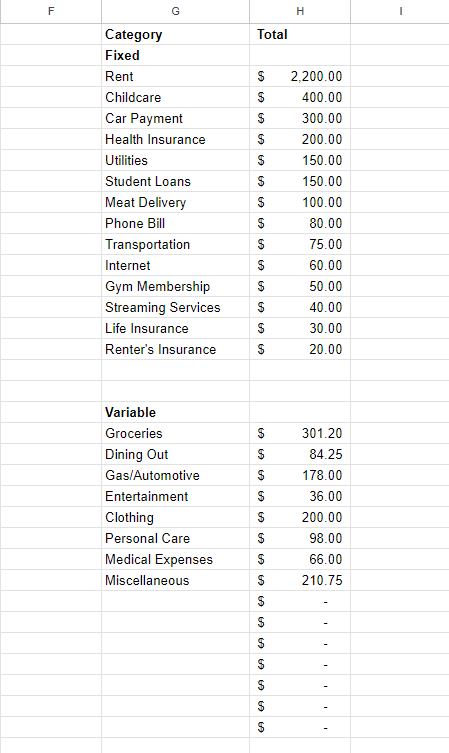 F G H I
Category Total
Fixed
Rent $ 2,200.00
Childcare $ 400.00
Car Payment $ 300.00
Health Insurance $ 200.00
Utilities $ 150.00
Student Loans $ 150.00
Meat Delivery $ 100.00
Phone Bill $ 80.00
Transportation $ 75.00
Internet $ 60.00
Gym Membership $ 50.00
Streaming Services $ 40.00
Life Insurance $ 30.00
Renter's Insurance $ 20.00
Variable
Groceries $ 301.20
Dining Out $ 84.25
Gas/Automotive $ 178.00
Entertainment $ 36.00
Clothing $ 200.00
Personal Care $ 98.00
Medical Expenses $ 66.00
Miscellaneous $ 210.75
$ -
$ -
$ -
$ -
$ -
$ -
$ -